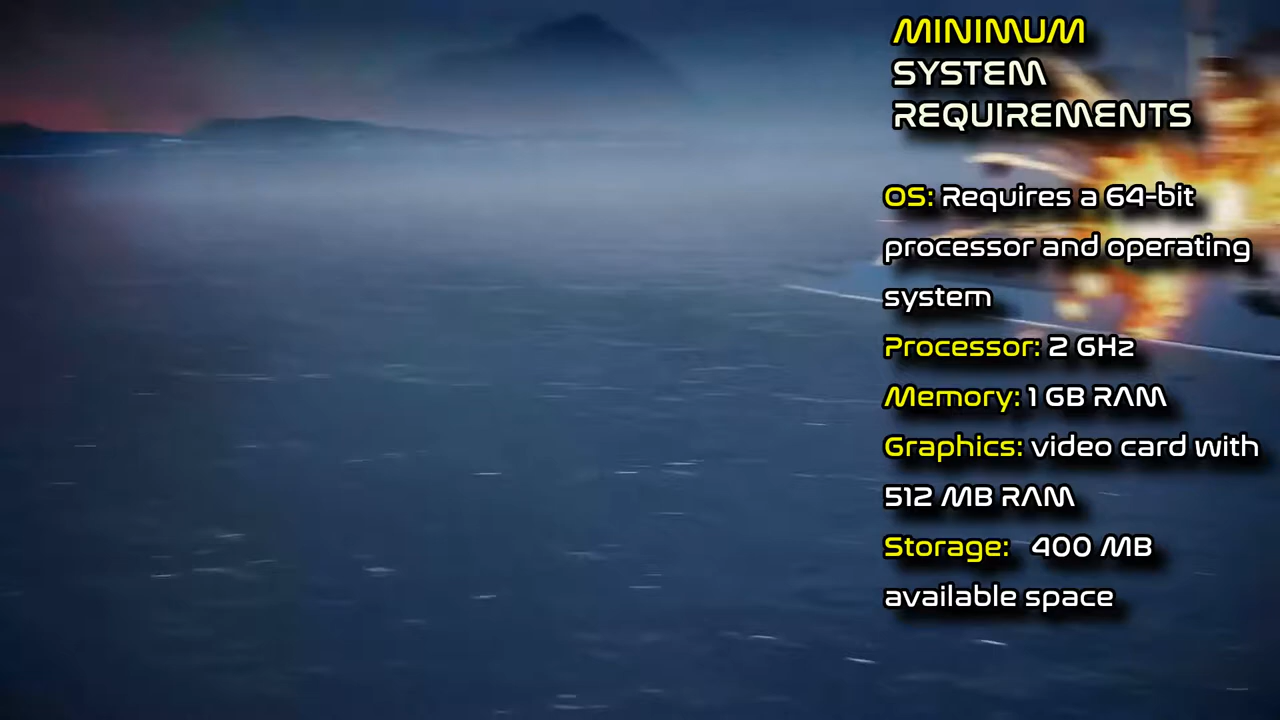 MINIMUM
SYSTEM
REQUIREMENTS
OS: Requires a 64-bit
processor and operating
system
Processor: 2 GHz
Memory: 1 GB RAM
Graphics: video card with
512 MB RAM
Storage: 400 MB
available space